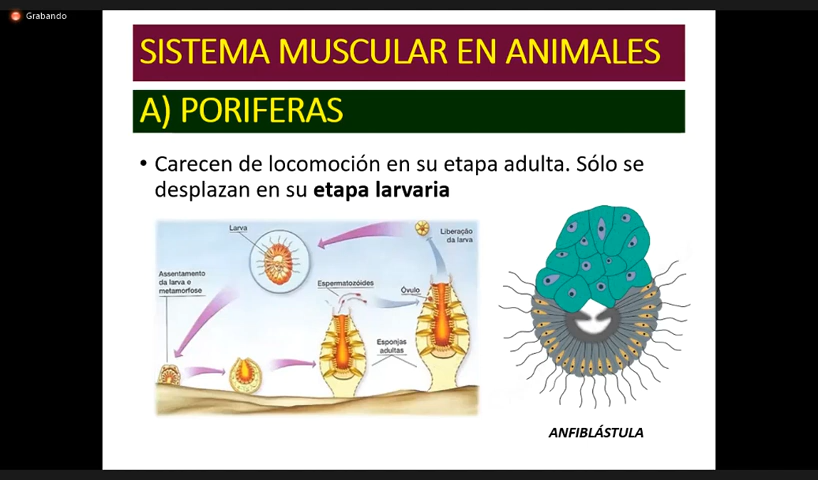 Grabando
SISTEMA MUSCULAR EN ANIMALES
A) PORIFERAS
• Carecen de locomoción en su etapa adulta. Sólo se
desplazan en su etapa larvaria
Larva
Liberação
da larva
Assentamento
da larva e
metamorfose
Espermatozóides
Óvulo
Esponjas
adultas
ANFIBLÁSTULA